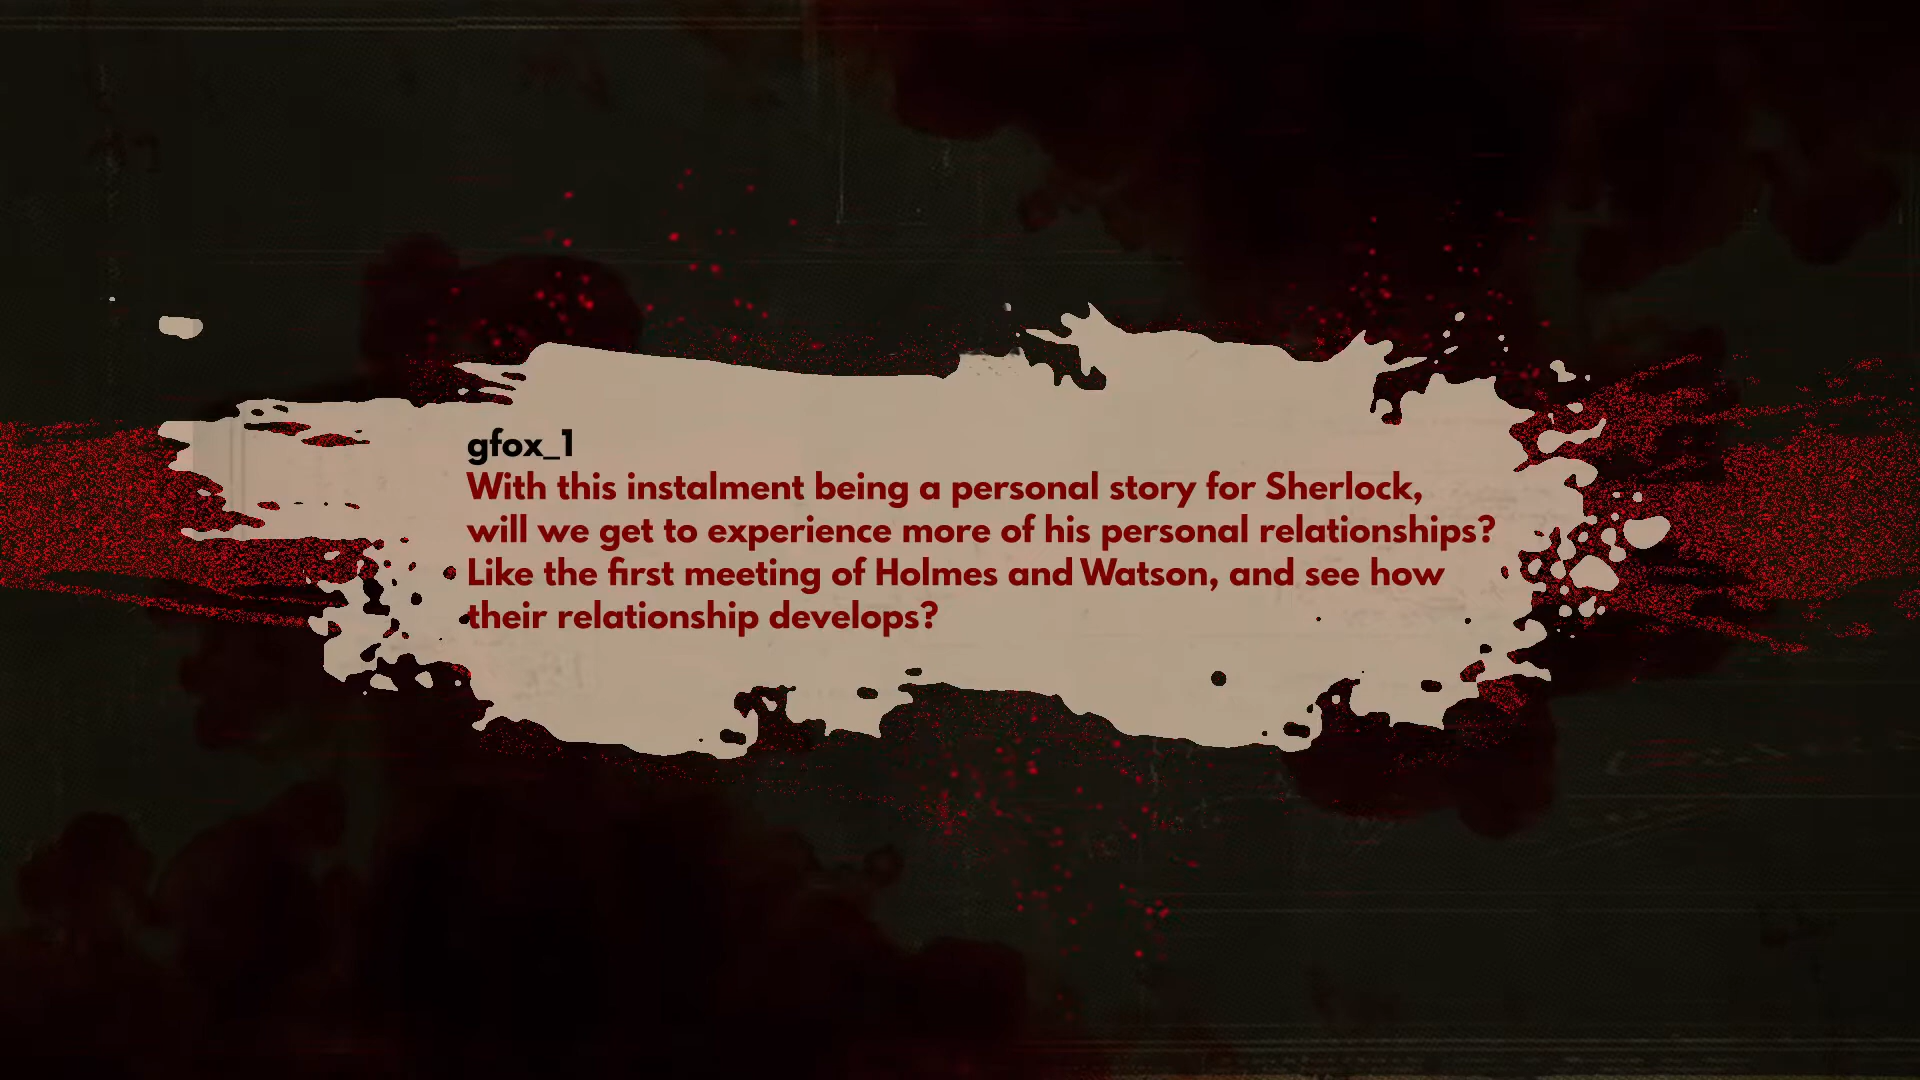 gfox_1
With this instalment being a personal story for Sherlock,
will we get to experience more of his personal relationships?
Like the first meeting of Holmes and Watson, and see how
their relationship develops?